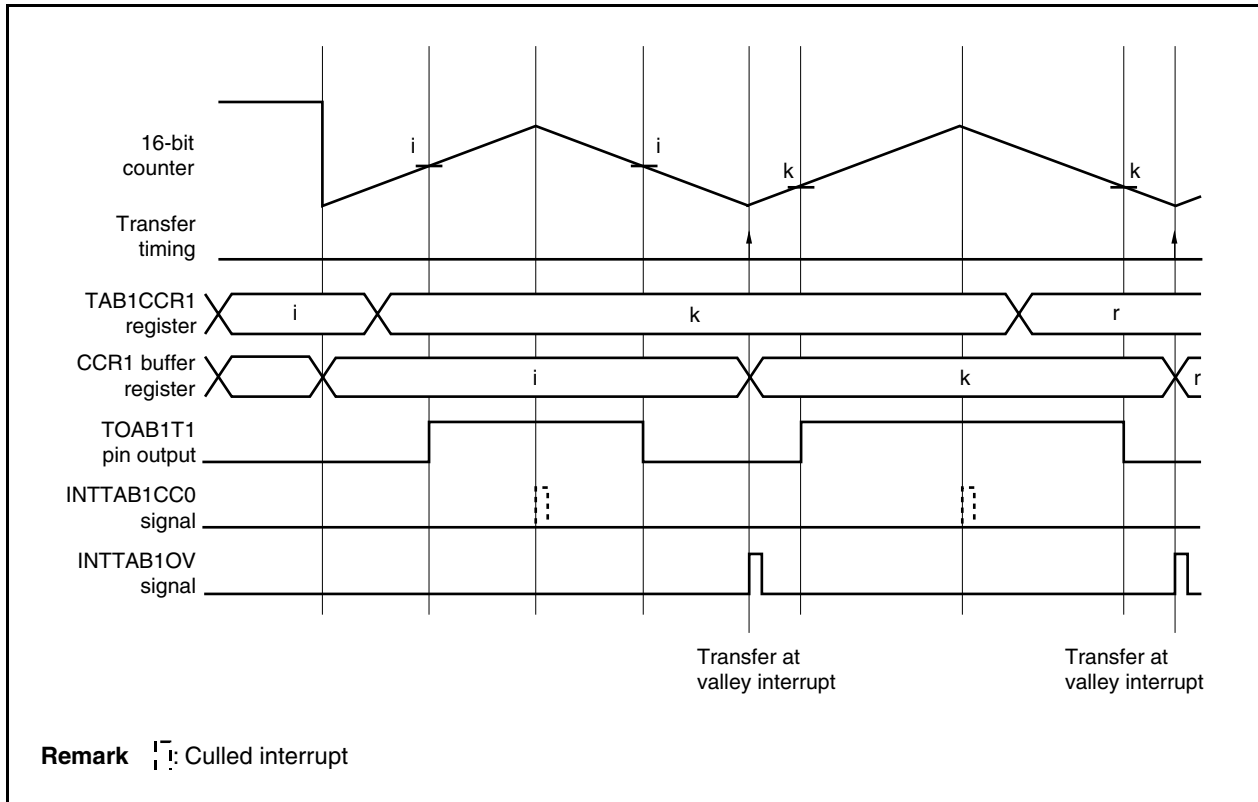 i
i
k
k
16-bit
counter
Transfer
timing
TAB1CCR1
register
i
k
r
CCR1 buffer
register
i
k
r
TOAB1T1
pin output
INTTAB1CC0
signal
INTTAB1OV
signal
Transfer at
valley interrupt
Transfer at
valley interrupt
Remark : Culled interrupt